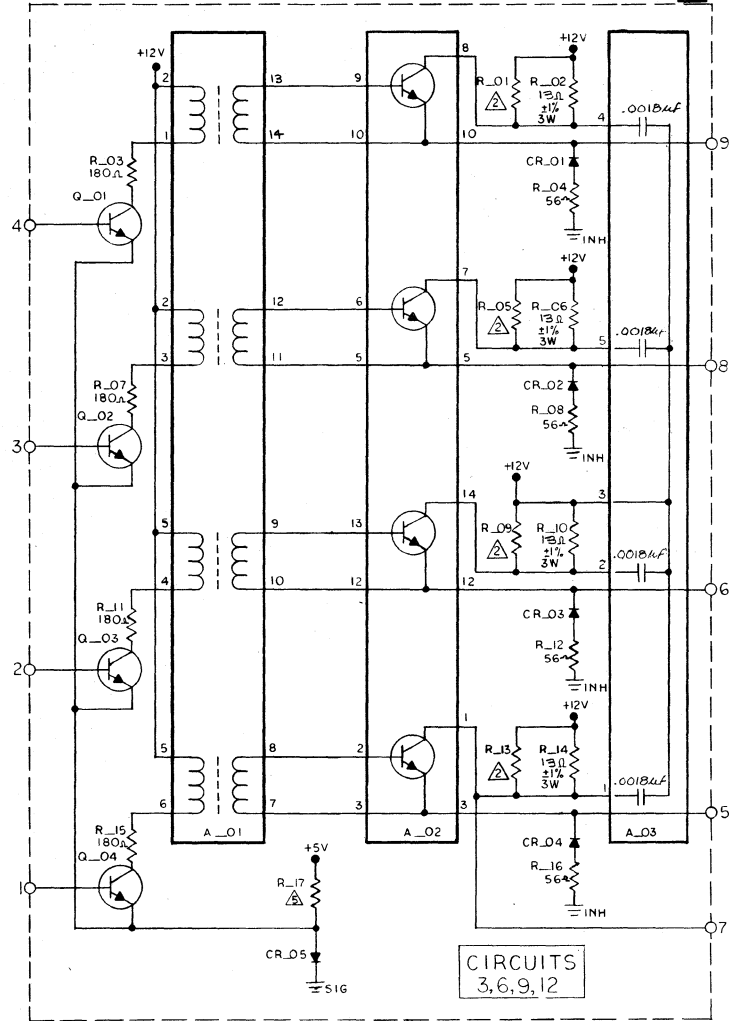 +12V
+12V
2 13 9 8 R_01 R_02
2 13Ω
±1%
3W
.0018uf
4
1 14 10 10 9
R_03
180Ω
CR_01
Q_01
R_04
56Ω
4
INH
+12V
7
2 12 6 R_05 R_C6
2 13Ω
±1%
3W
.0018uf
5
3 11 5 5 8
R_07
180Ω
CR_02
Q_02
R_08
56Ω
3
INH
+12V
14 3
5 9 13 R_09 R_10
2 13Ω
±1%
3W
.0018uf
2
4 10 12 12 6
R_11
180Ω
CR_03
Q_03
R_12
56Ω
2
INH
+12V
1
5 8 2 R_13 R_14
2 13Ω
±1%
3W
.0018uf
1
6 7 3 3 5
R_15
180Ω
A_01 A_02 CR_04 A_03
Q_04
+5V
R_16
56Ω
1
R_17
5
INH
7
CR_05
SIG
CIRCUITS
3,6,9,12